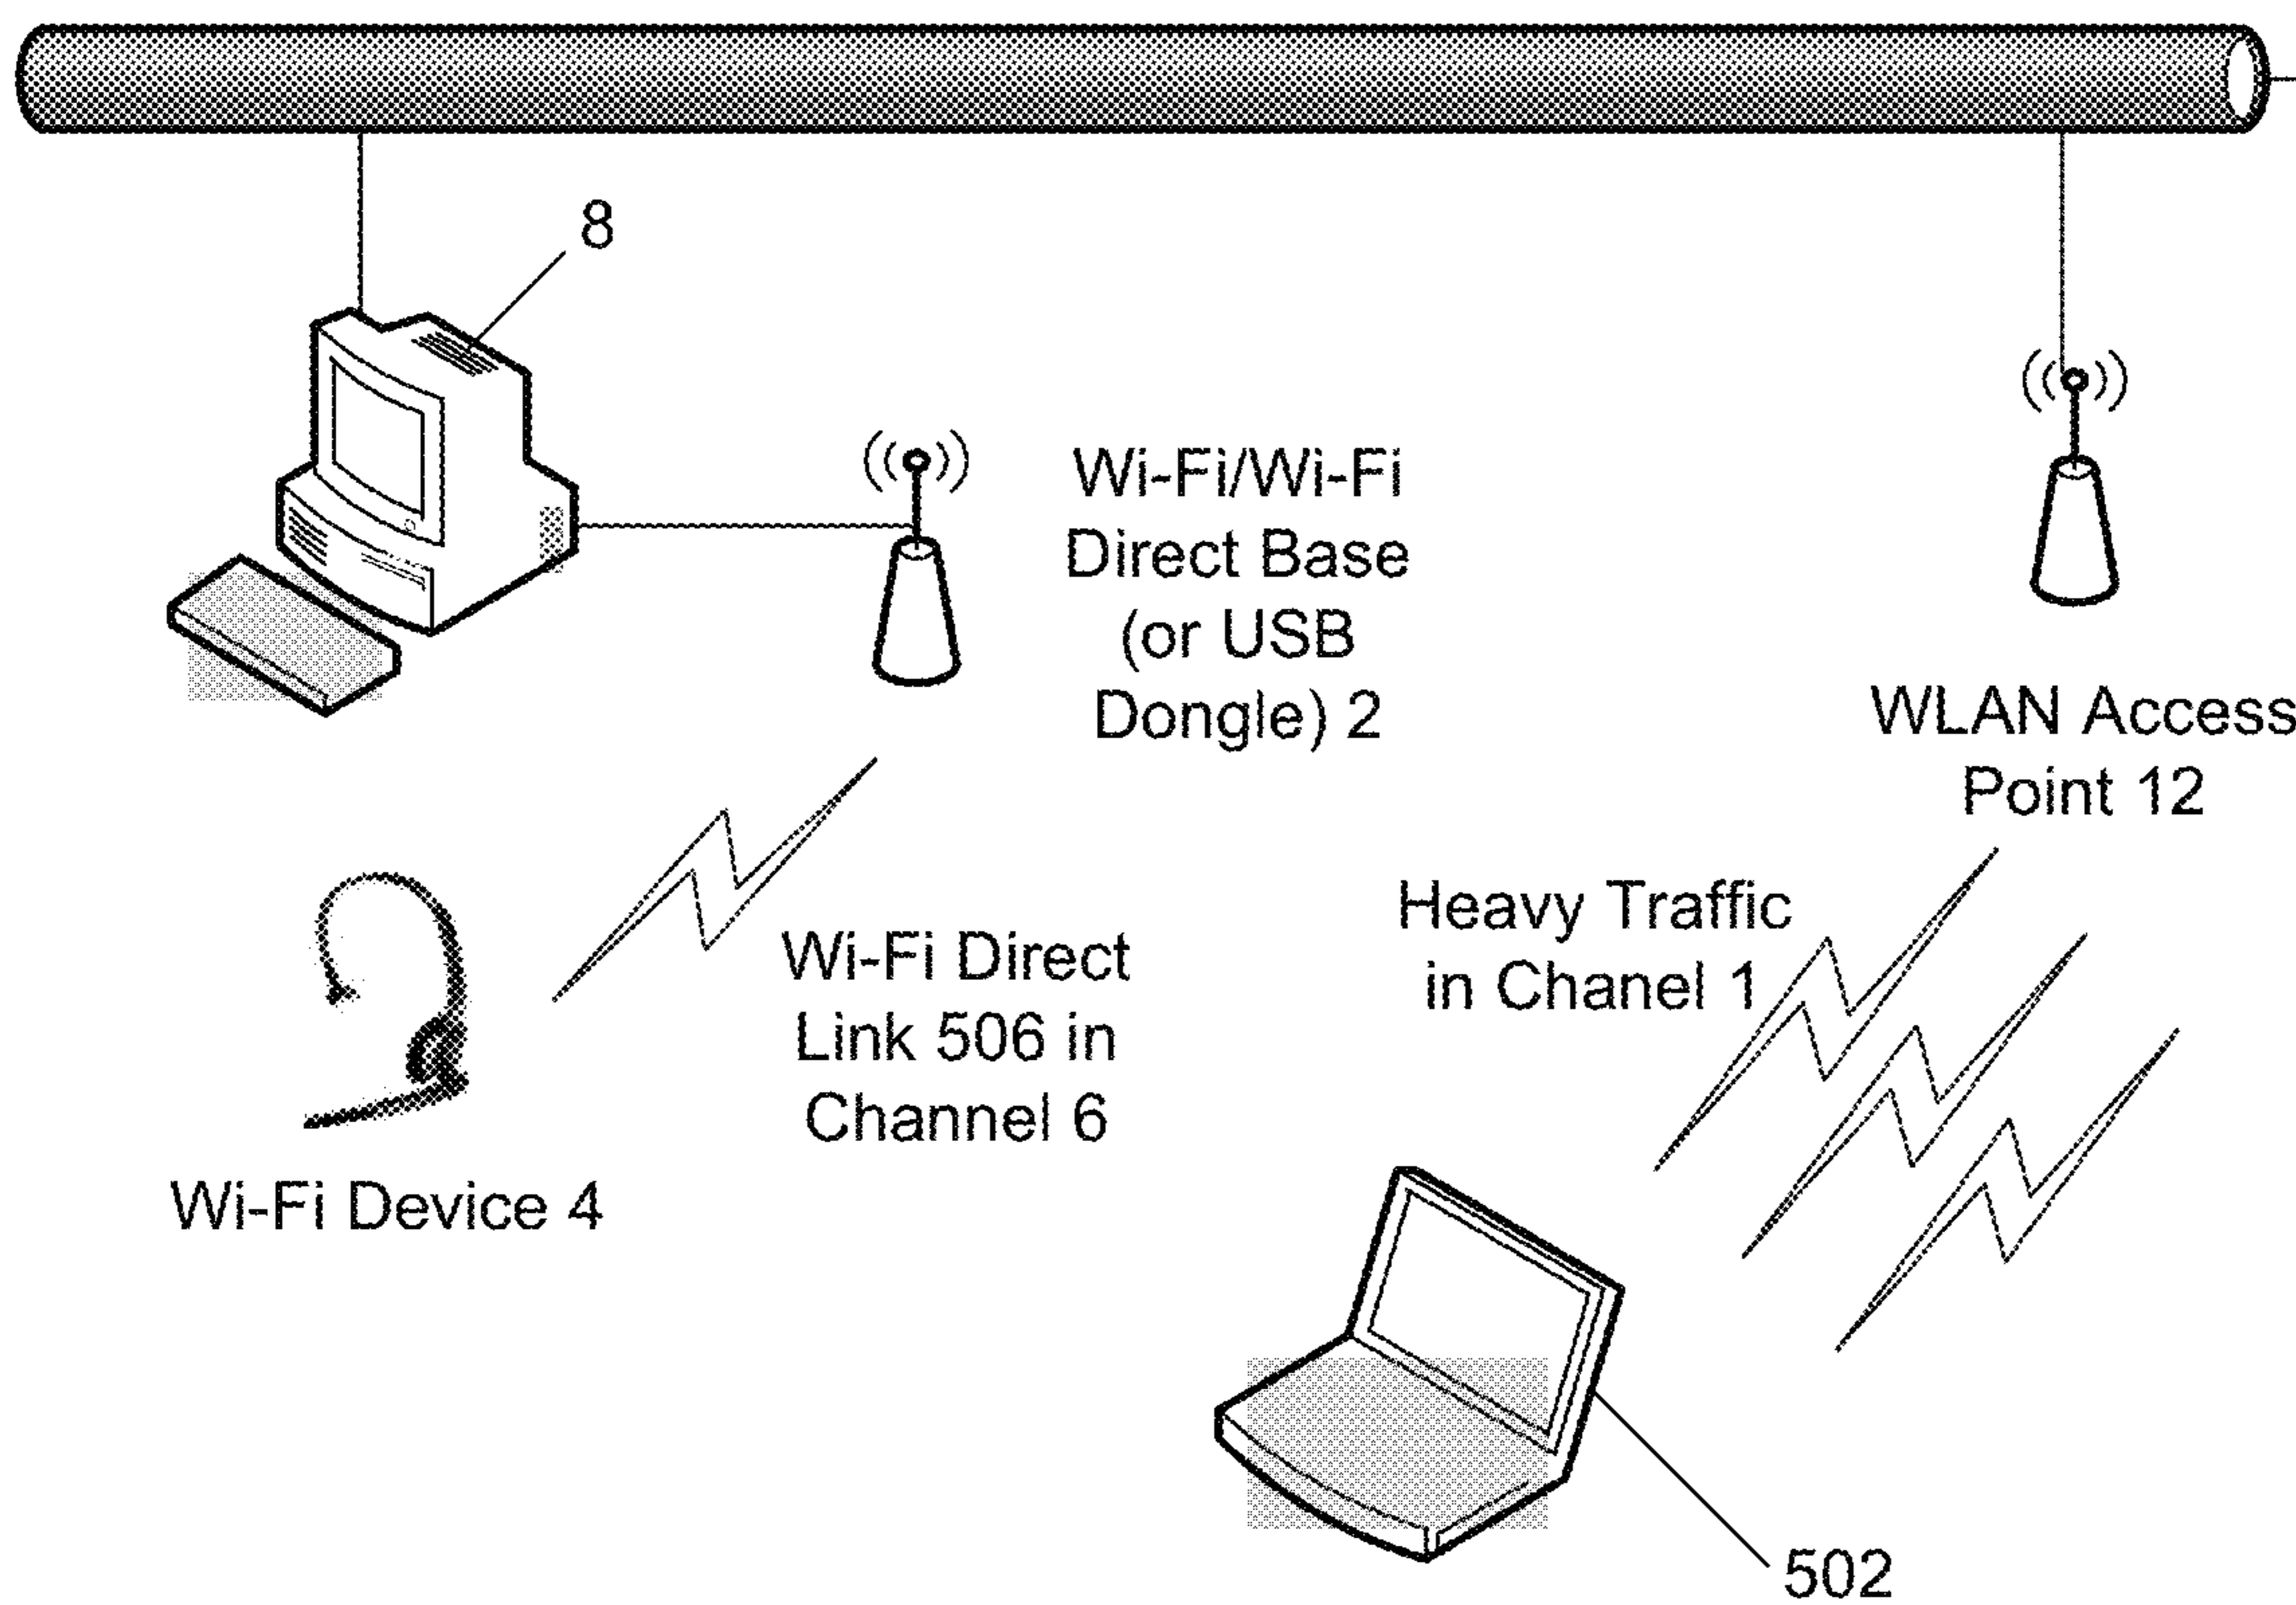 8
Wi-Fi/Wi-Fi
Direct Base
(or USB
Dongle) 2
WLAN Access
Point 12
Heavy Traffic
in Chanel 1
Wi-Fi Direct
Link 506 in
Channel 6
Wi-Fi Device 4
502